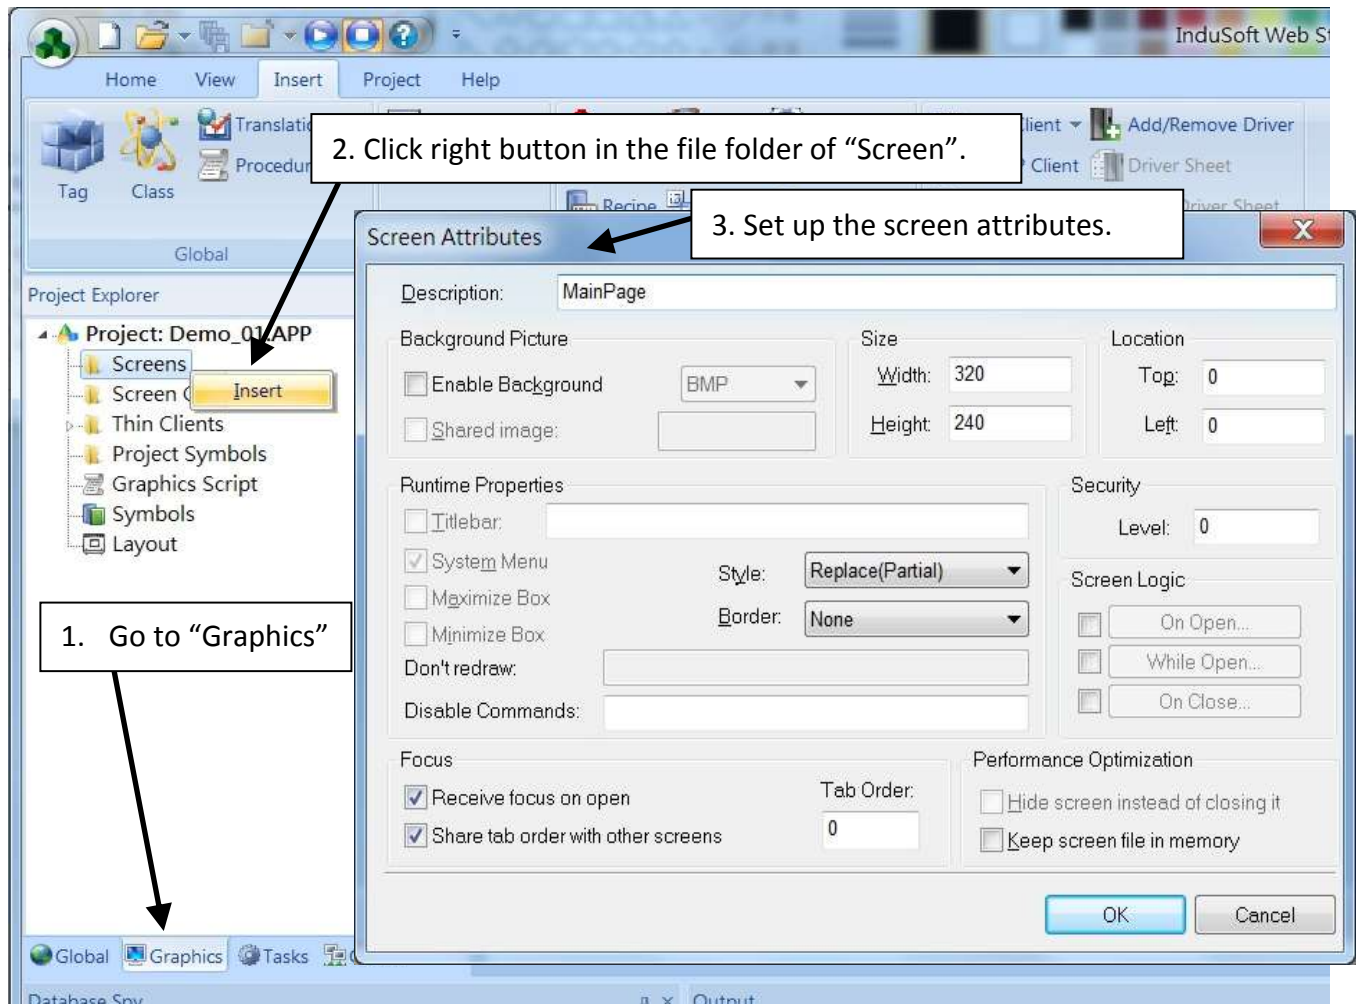 InduSoft Web St
Home View Insert Project Help
2. Click right button in the file folder of “Screen”.
Client Add/Remove Driver
Client Driver Sheet
Tag Class
Recipe
Driver Sheet
Global
3. Set up the screen attributes.
Screen Attributes
Project Explorer
Project: Demo_01.APP
Screens
Screen
Insert
Thin Clients
Project Symbols
Graphics Script
Symbols
Layout
1. Go to “Graphics”
Description: MainPage
Background Picture
Enable Background BMP
Shared image:
Size
Width: 320
Height: 240
Location
Top: 0
Left: 0
Runtime Properties
Titlebar:
System Menu
Maximize Box
Minimize Box
Style: Replace(Partial)
Border: None
Don't redraw:
Disable Commands:
Security
Level: 0
Screen Logic
On Open...
While Open...
On Close...
Focus
Receive focus on open
Share tab order with other screens
Tab Order:
0
Performance Optimization
Hide screen instead of closing it
Keep screen file in memory
OK Cancel
Global Graphics Tasks
Database Spy Output